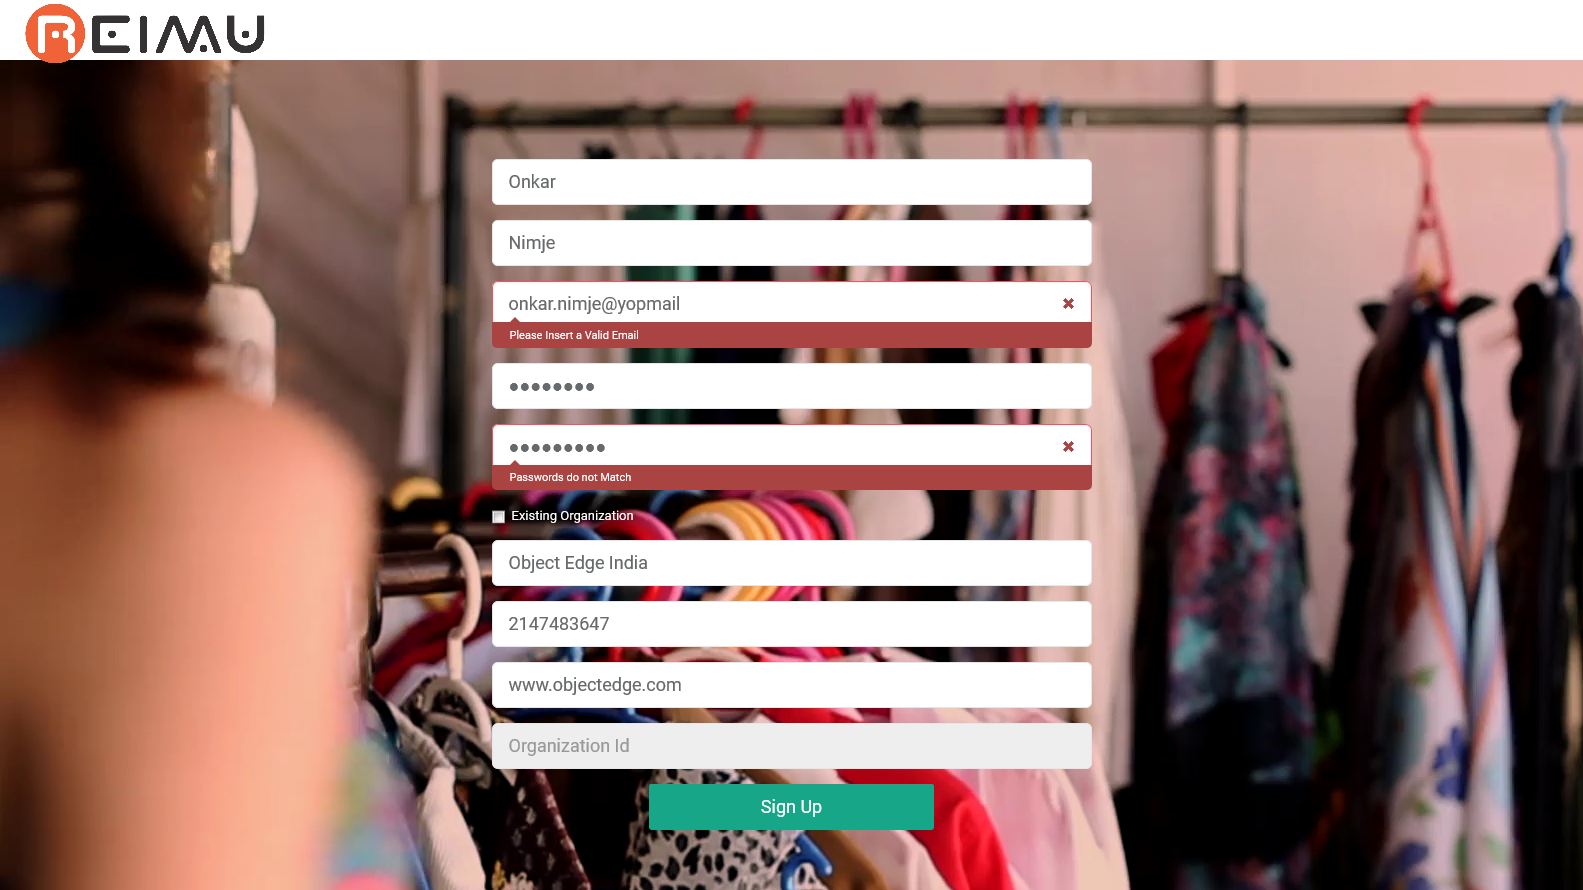 REIMU
Onkar
Nimje
onkar.nimje@yopmail
Please Insert a Valid Email
●●●●●●●●
●●●●●●●●●
Passwords do not Match
Existing Organization
Object Edge India
2147483647
www.objectedge.com
Organization Id
Sign Up